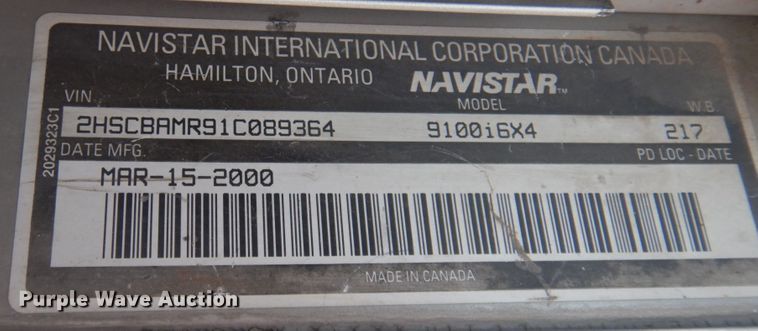 NAVISTAR INTERNATIONAL CORPORATION CANADA
HAMILTON, ONTARIO NAVISTAR™
VIN MODEL W.B.
2HSCBAMR91C089364 9100i6X4 217
DATE MFG. PD LOC - DATE
MAR-15-2000
MADE IN CANADA
2029323C1
Purple Wave Auction